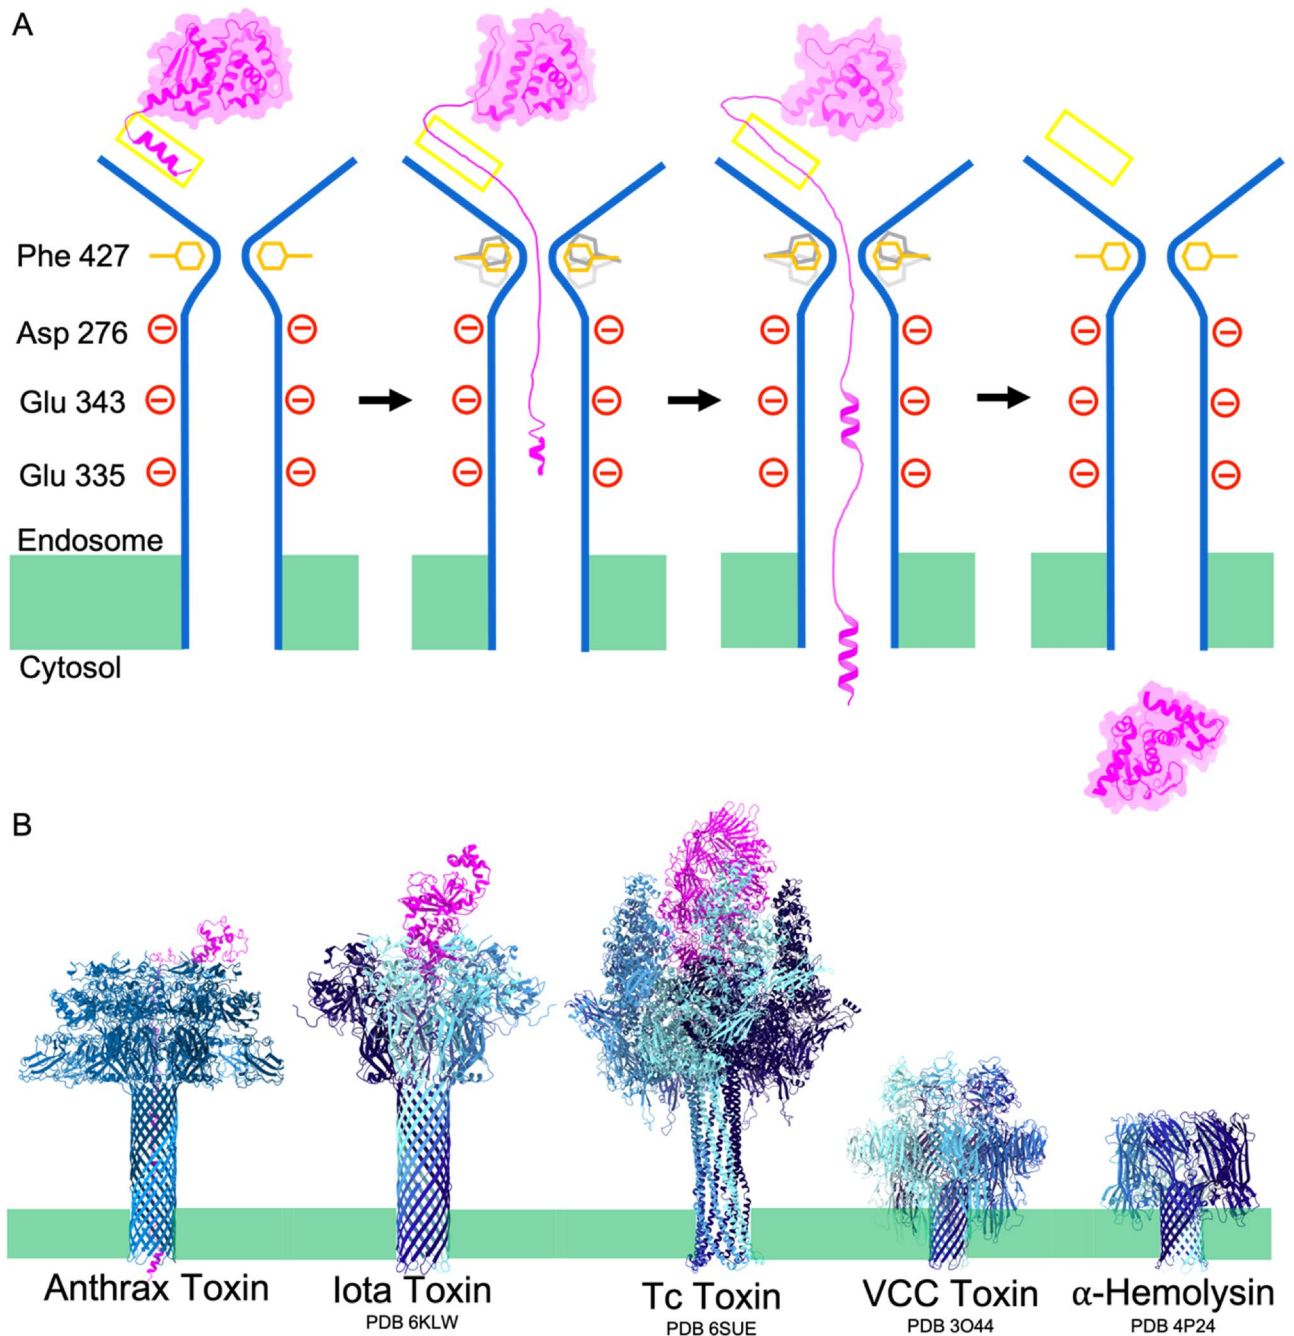 A
Phe 427
Asp 276
Glu 343
Glu 335
Endosome
Cytosol
B
Anthrax Toxin
Iota Toxin
PDB 6KLW
Tc Toxin
PDB 6SUE
VCC Toxin
PDB 3O44
α-Hemolysin
PDB 4P24